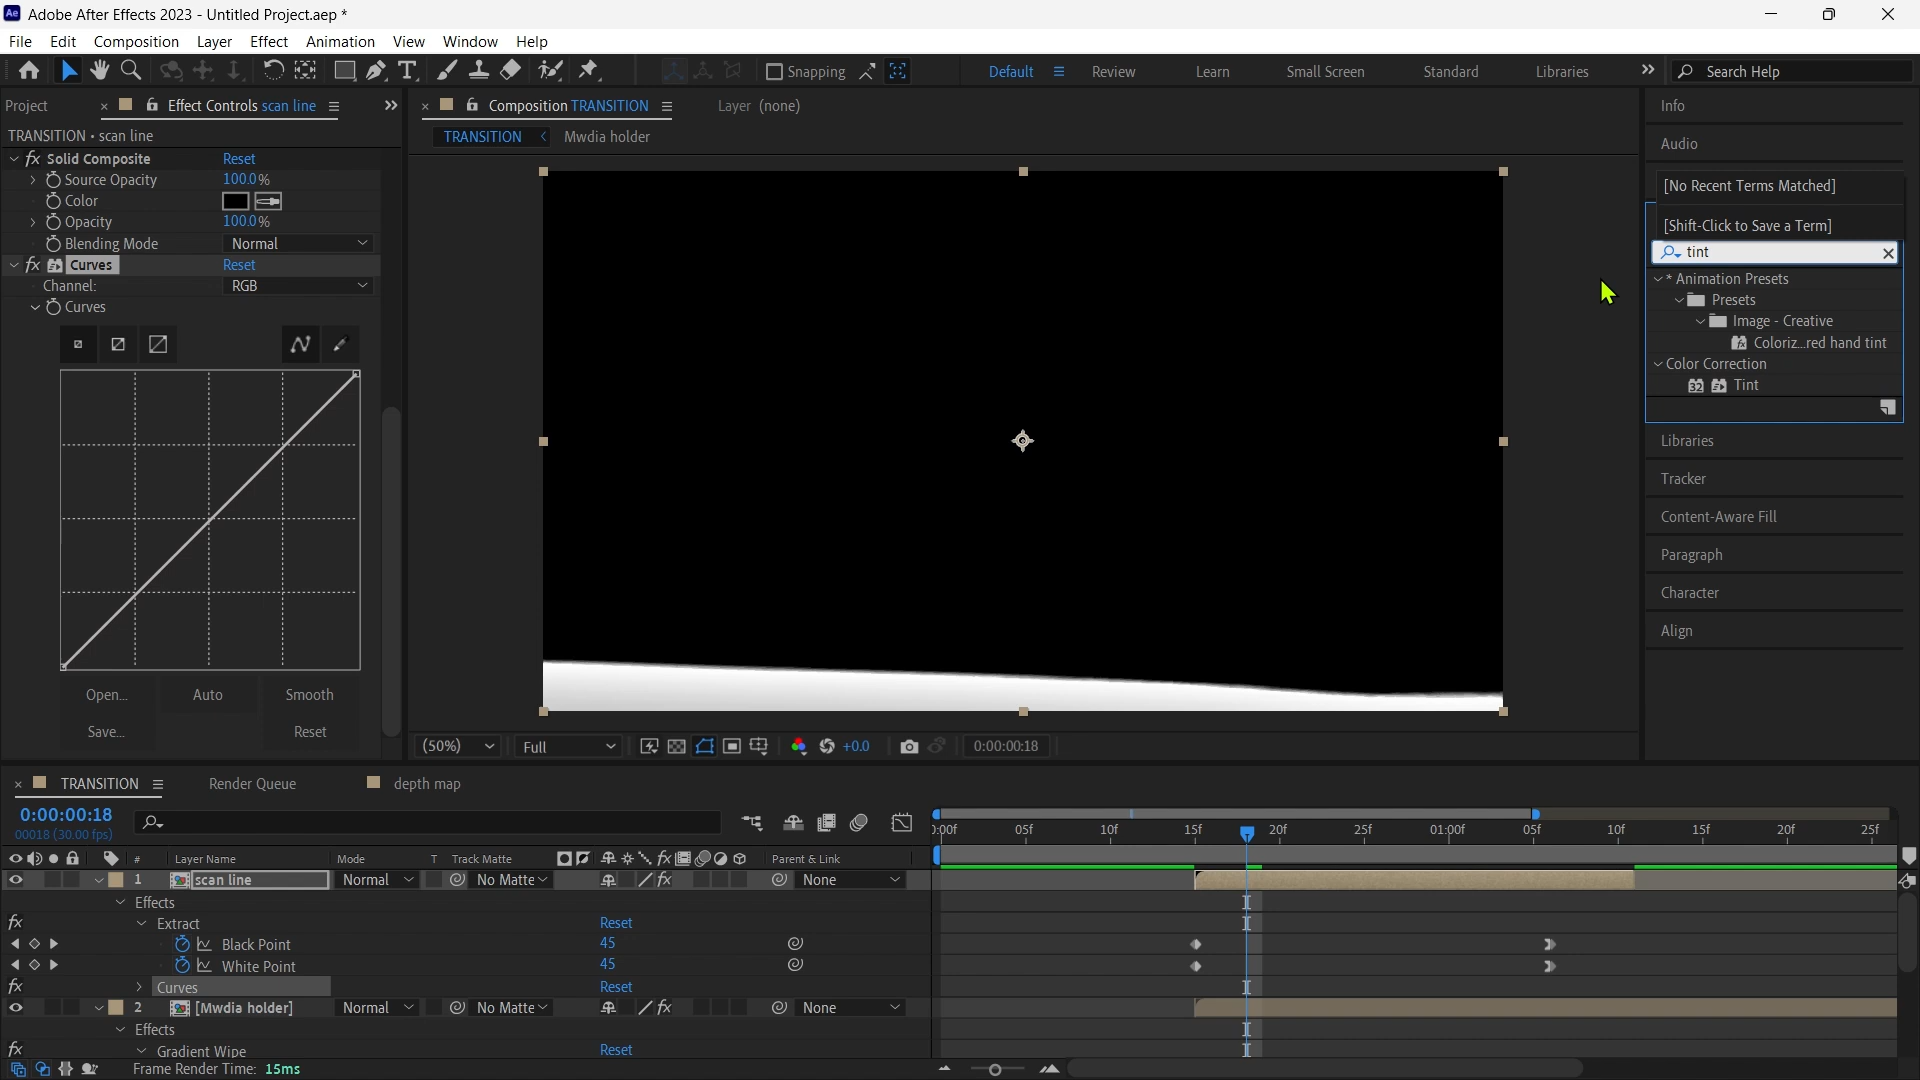 Ae Adobe After Effects 2023 - Untitled Project.aep *
File Edit Composition Layer Effect Animation View Window Help
Snapping Default Review Learn Small Screen Standard Libraries Search Help
Project Effect Controls scan line
Composition TRANSITION Layer (none)
Info
TRANSITION • scan line
TRANSITION Mwdia holder
Audio
Solid Composite Reset
Source Opacity 100.0%
Color
Opacity 100.0%
Blending Mode Normal
Curves Reset
Channel: RGB
Curves
Open... Auto Smooth
Save... Reset
[No Recent Terms Matched]
[Shift-Click to Save a Term]
tint
* Animation Presets
Presets
Image - Creative
Coloriz...red hand tint
Color Correction
32 Tint
Libraries
Tracker
Content-Aware Fill
Paragraph
Character
Align
(50%) Full +0.0 0:00:00:18
TRANSITION Render Queue depth map
0:00:00:18
00018 (30.00 fps)
0:00f 05f 10f 15f 20f 25f 01:00f 05f 10f 15f 20f 25f
# Layer Name Mode T Track Matte fx Parent & Link
1 scan line Normal No Matte None
Effects
fx Extract Reset
Black Point 45
White Point 45
fx Curves Reset
2 [Mwdia holder] Normal No Matte None
Effects
fx Gradient Wipe Reset
Frame Render Time: 15ms